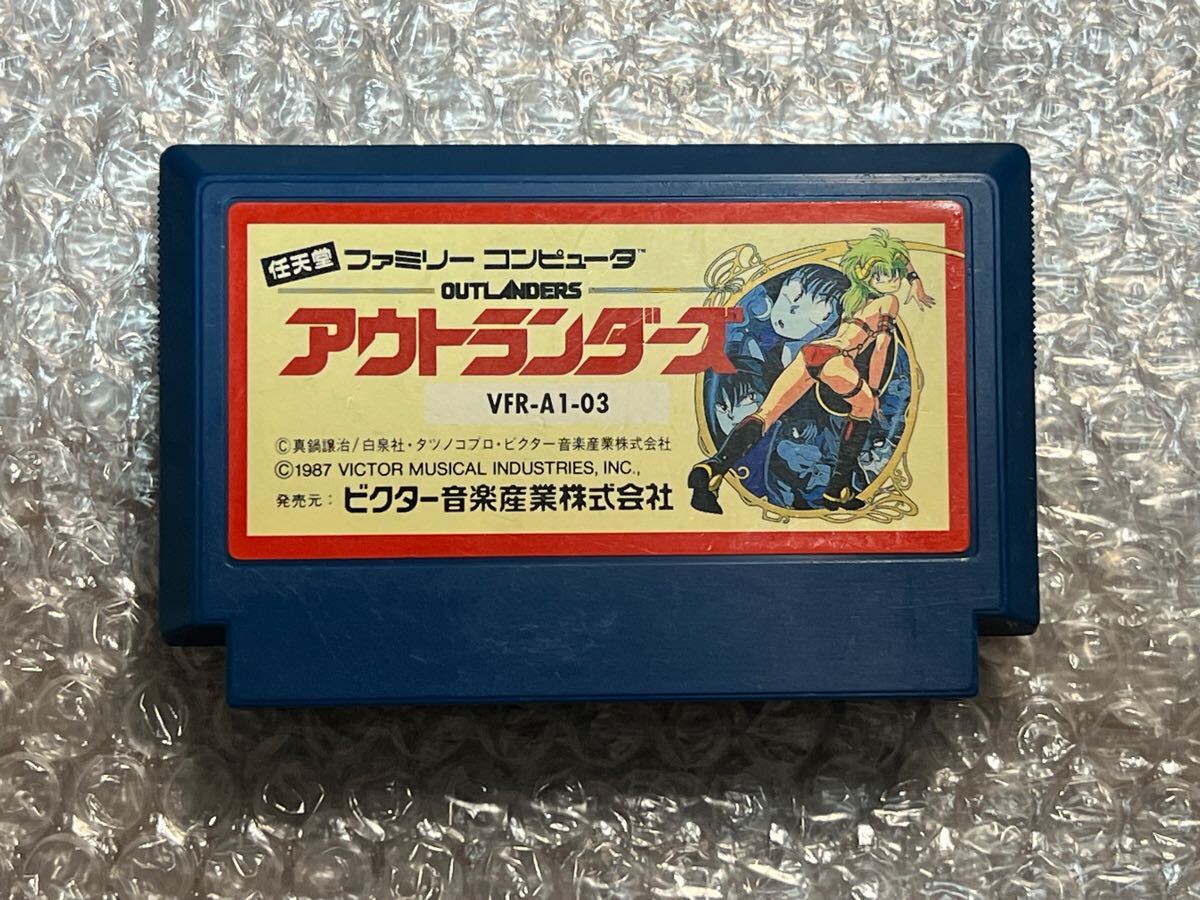 任天堂 ファミリー コンピュータ™
OUTLANDERS
アウトランダーズ
VFR-A1-03
©真鍋譲治/白泉社・タツノコプロ・ビクター音楽産業株式会社
©1987 VICTOR MUSICAL INDUSTRIES, INC.,
発売元: ビクター音楽産業株式会社